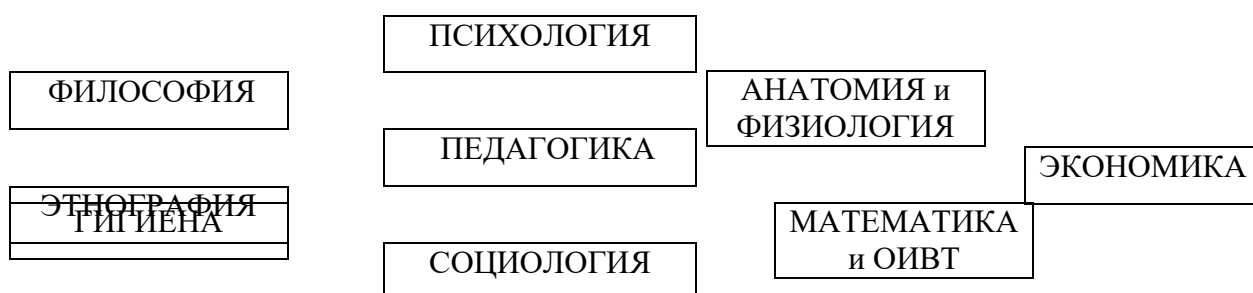 ПСИХОЛОГИЯ
ФИЛОСОФИЯ
АНАТОМИЯ и
ФИЗИОЛОГИЯ
ПЕДАГОГИКА
ЭКОНОМИКА
ЭТНОГРАФИЯ
ГИГИЕНА
МАТЕМАТИКА
и ОИВТ
СОЦИОЛОГИЯ